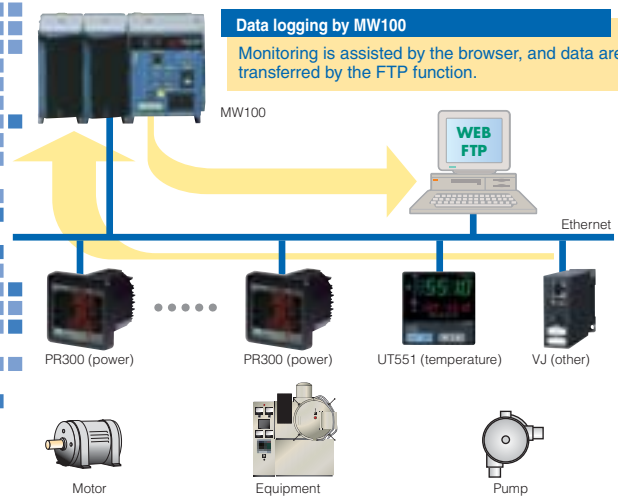 Data logging by MW100
Monitoring is assisted by the browser, and data are
transferred by the FTP function.
MW100
WEB
FTP
Ethernet
PR300 (power)
PR300 (power)
UT551 (temperature)
VJ (other)
Motor
Equipment
Pump